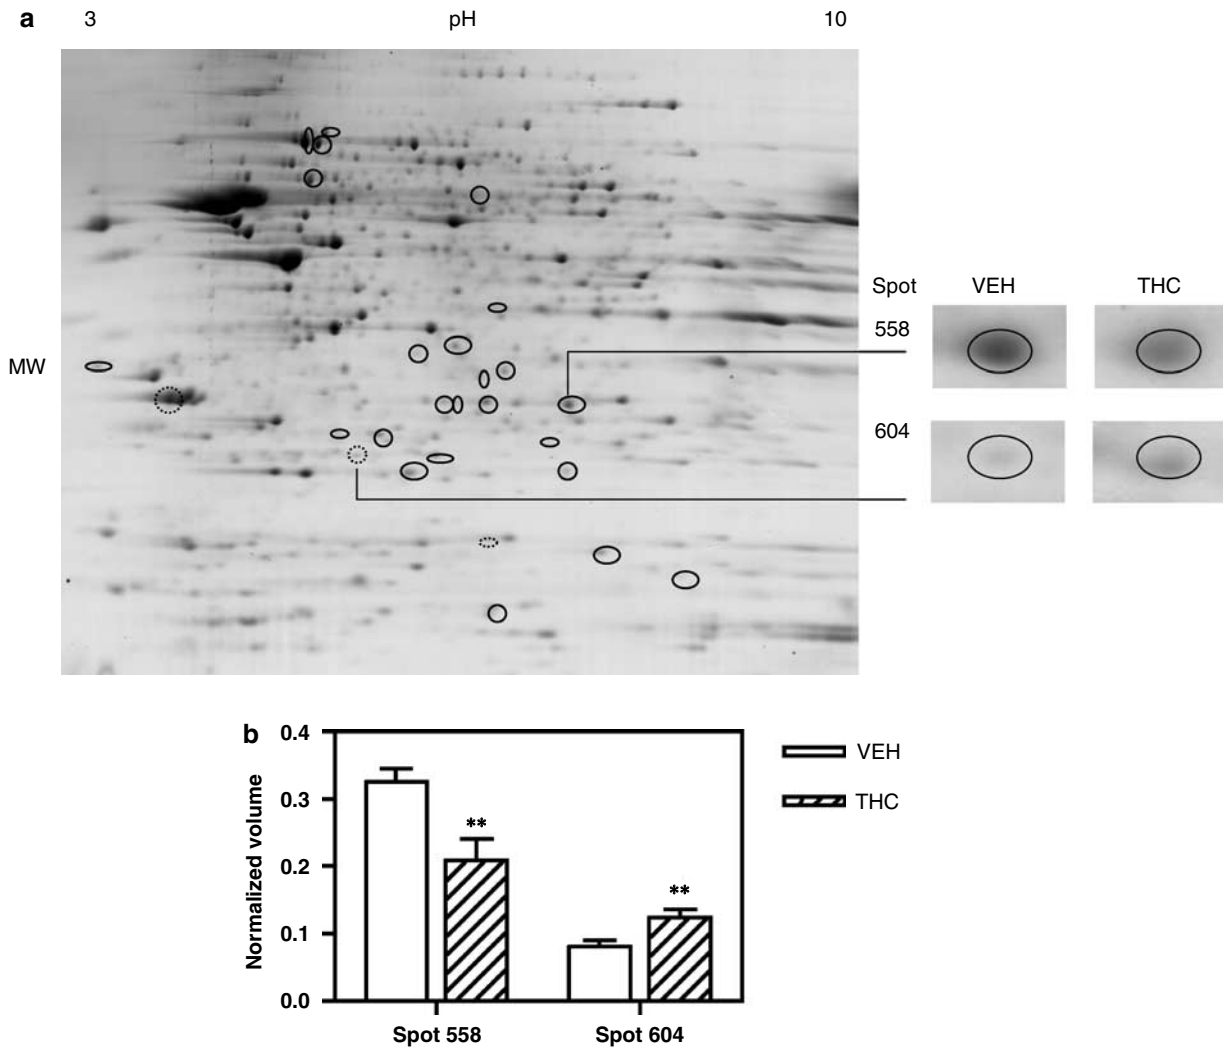 a
3 pH 10
MW
Spot VEH THC
558
604
b
Normalized volume
0.4
0.3
0.2
0.1
0.0
**
**
Spot 558 Spot 604
VEH
THC